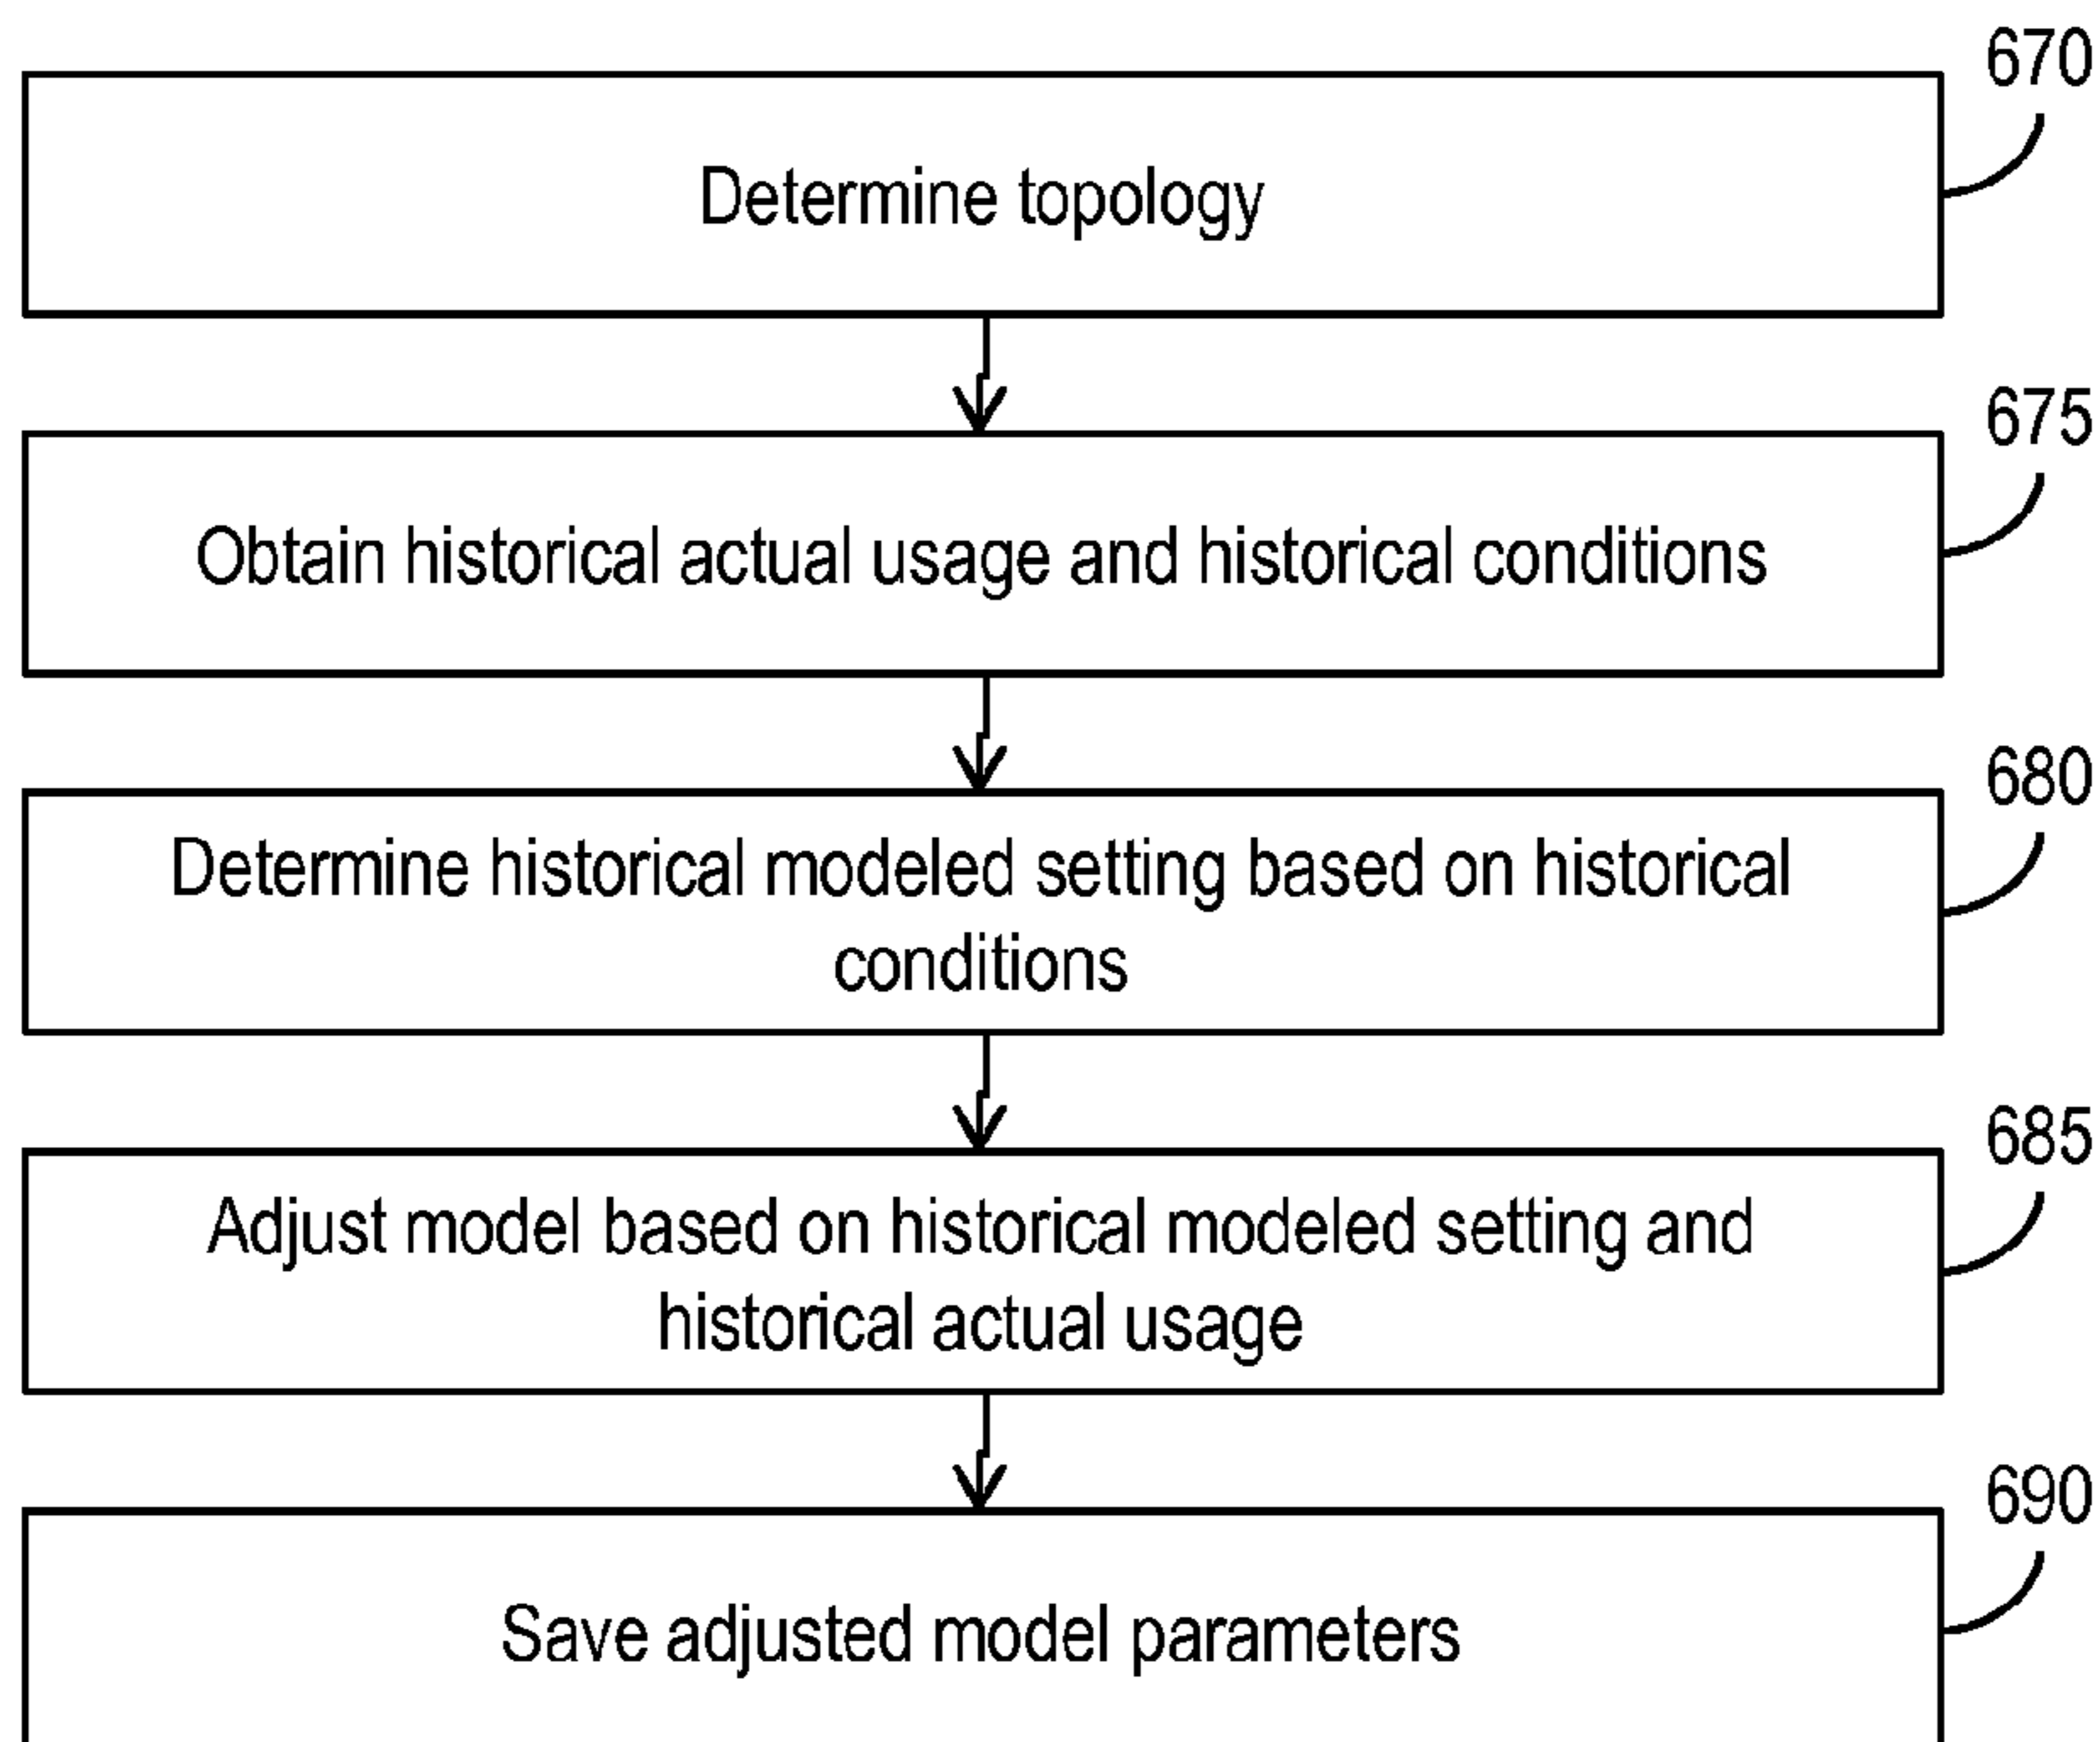 670
Determine topology
675
Obtain historical actual usage and historical conditions
680
Determine historical modeled setting based on historical
conditions
685
Adjust model based on historical modeled setting and
historical actual usage
690
Save adjusted model parameters